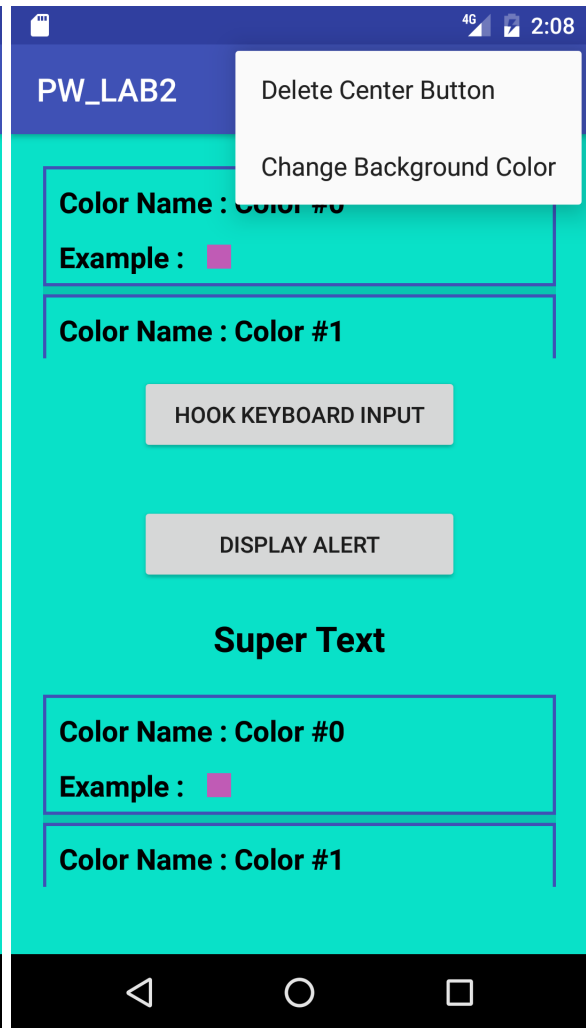 4G 2:08
PW_LAB2
Delete Center Button
Change Background Color
Color Name : Color #0
Example :
Color Name : Color #1
HOOK KEYBOARD INPUT
DISPLAY ALERT
Super Text
Color Name : Color #0
Example :
Color Name : Color #1